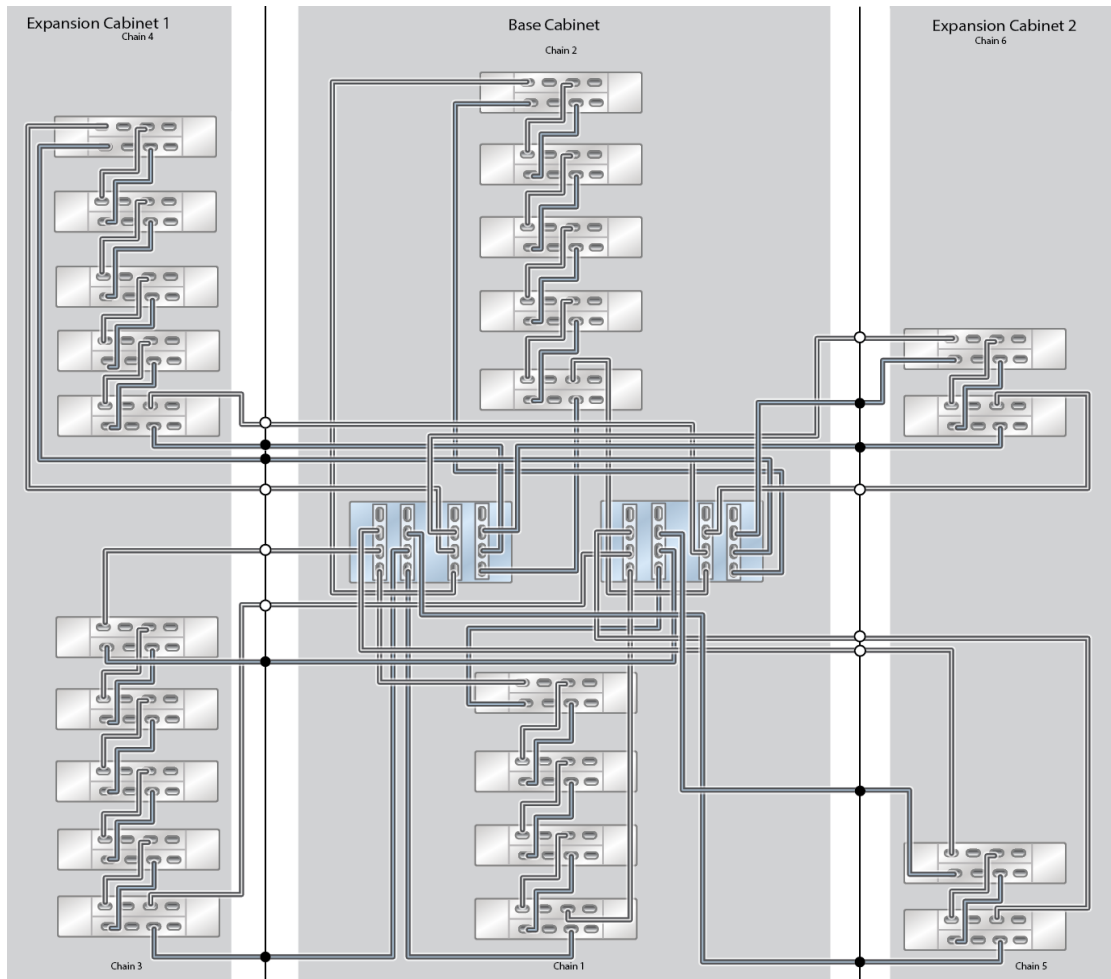 Expansion Cabinet 1
Chain 4
Base Cabinet
Chain 2
Expansion Cabinet 2
Chain 6
Chain 3
Chain 1
Chain 5